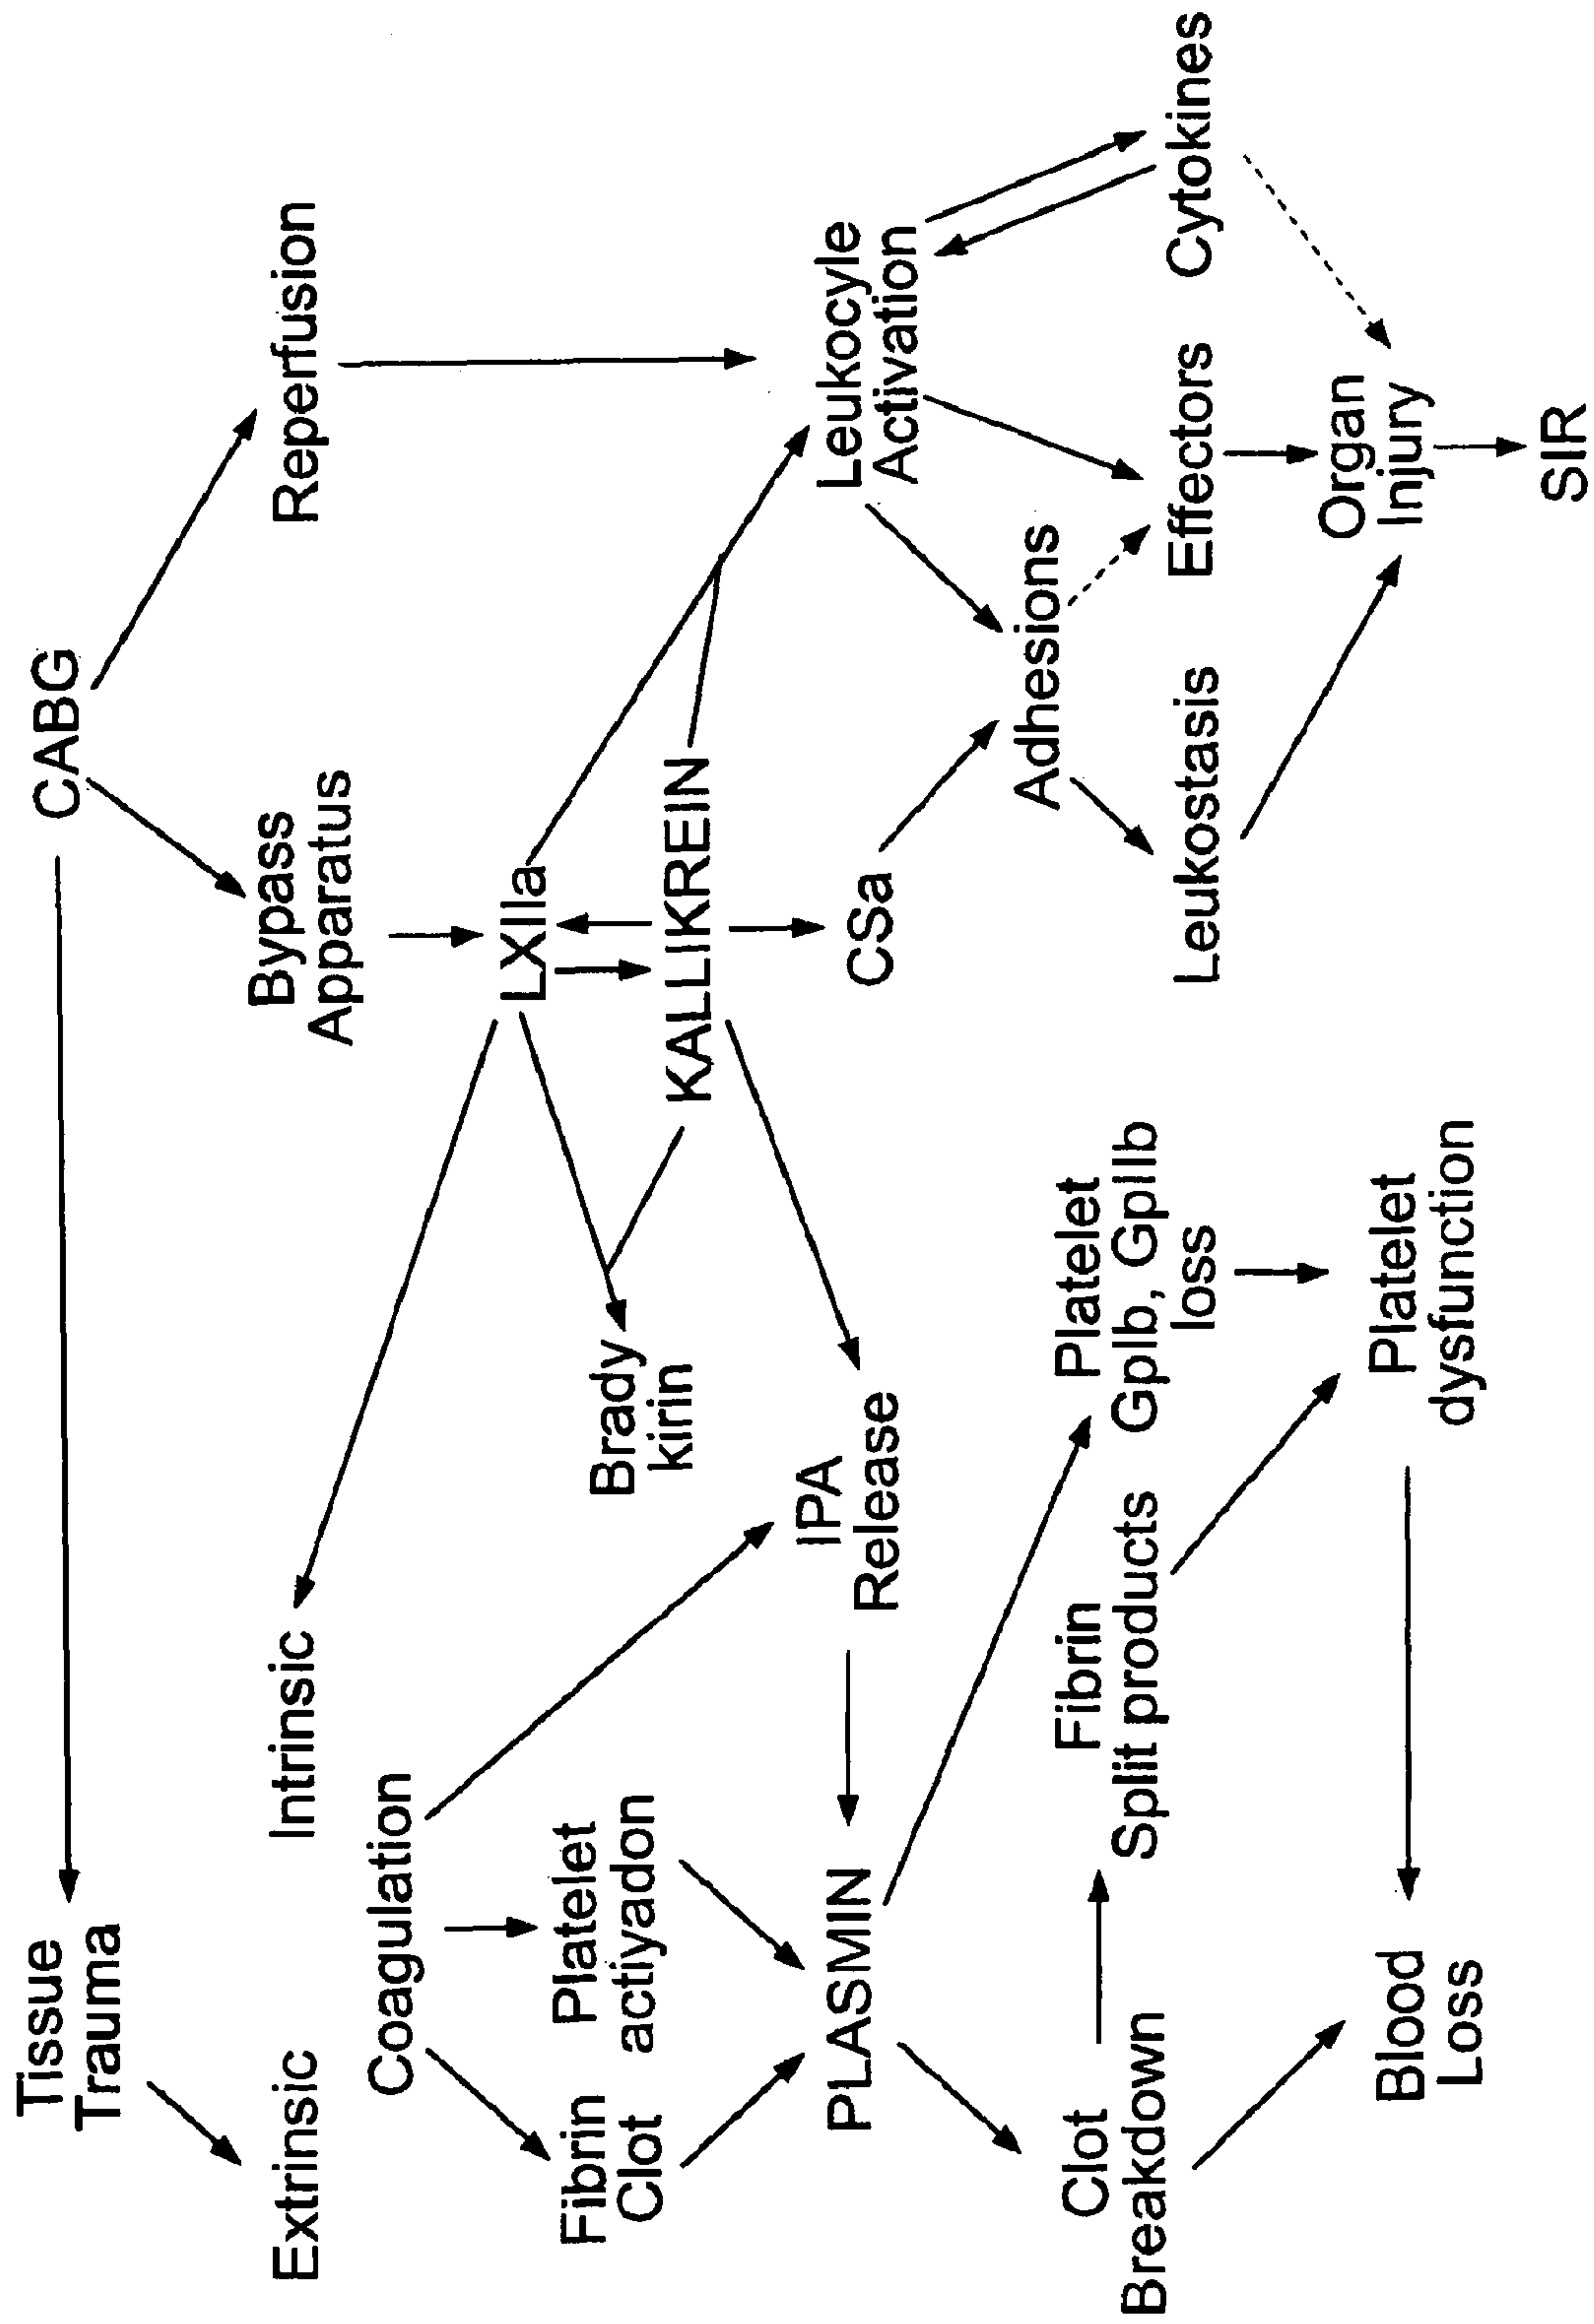 CABG
Tissue
Trauma
Bypass
Apparatus
Reperfusion
Extrinsic
Intrinsic
Coagulation
LXIIa
Fibrin
Clot
Platelet
actiyadon
Brady
kirin
KALLIKREIN
IPA
Release
CSa
Leukocyle
Activation
PLASMIN
Adhesions
Clot
Breakdown
Fibrin
Split products
Platelet
Gplb, Gplllb
loss
Leukostasis
Effectors
Cytokines
Organ
Injury
Blood
Loss
Platelet
dysfunction
SIR